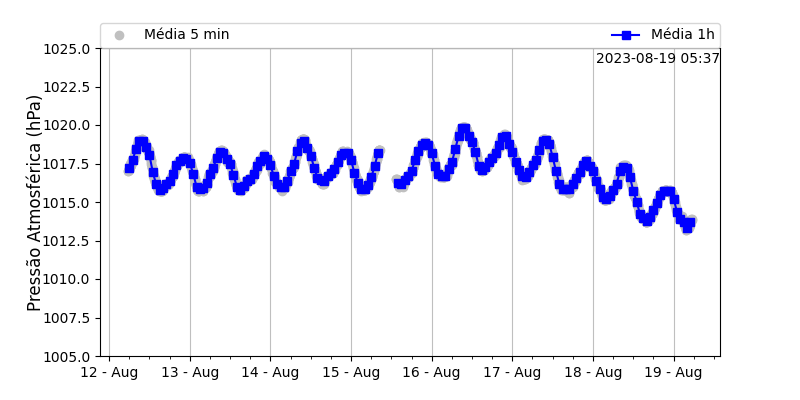 Média 5 min
Média 1h
2023-08-19 05:37
Pressão Atmosférica (hPa)
1025.0
1022.5
1020.0
1017.5
1015.0
1012.5
1010.0
1007.5
1005.0
12 - Aug
13 - Aug
14 - Aug
15 - Aug
16 - Aug
17 - Aug
18 - Aug
19 - Aug